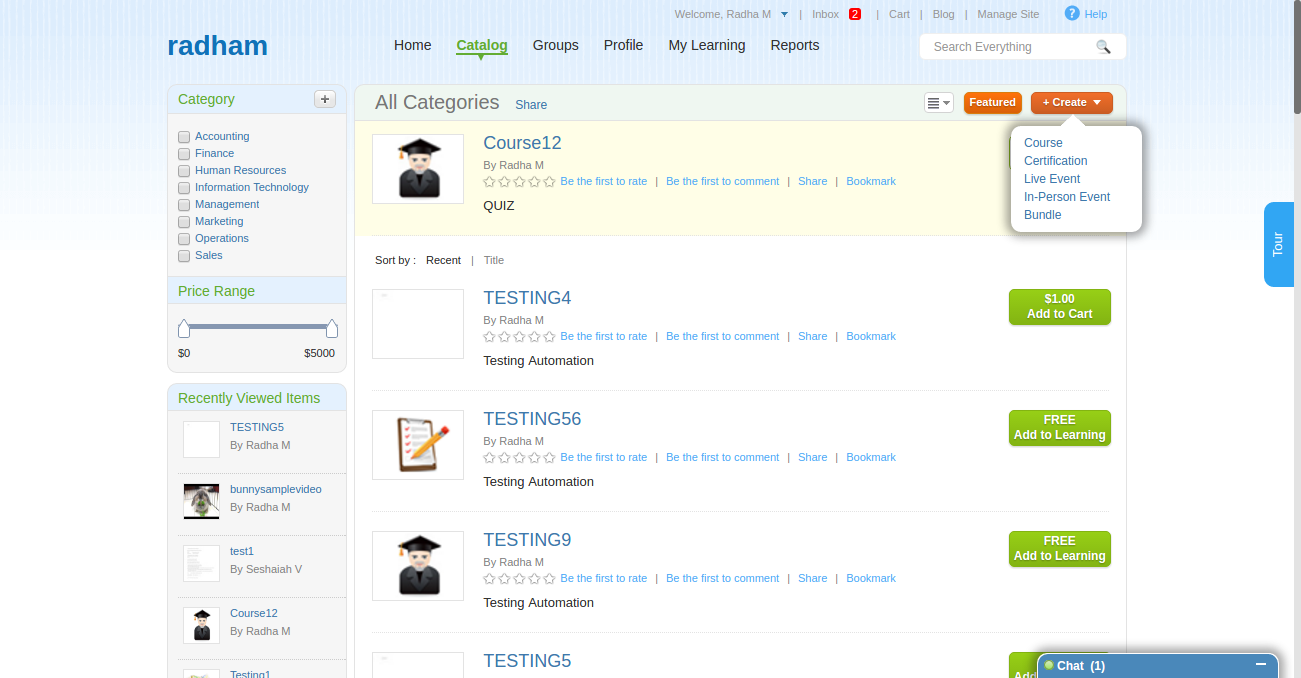 Welcome, Radha M | Inbox 2 | Cart | Blog | Manage Site ? Help
radham
Home Catalog Groups Profile My Learning Reports
Search Everything
Category +
Accounting
Finance
Human Resources
Information Technology
Management
Marketing
Operations
Sales
Price Range
$0 $5000
Recently Viewed Items
TESTING5
By Radha M
bunnysamplevideo
By Radha M
test1
By Seshaiah V
Course12
By Radha M
Testing1
All Categories Share
Featured + Create
Course
Certification
Live Event
In-Person Event
Bundle
Course12
By Radha M
Be the first to rate | Be the first to comment | Share | Bookmark
QUIZ
Sort by : Recent | Title
TESTING4
By Radha M
Be the first to rate | Be the first to comment | Share | Bookmark
Testing Automation
$1.00
Add to Cart
TESTING56
By Radha M
Be the first to rate | Be the first to comment | Share | Bookmark
Testing Automation
FREE
Add to Learning
TESTING9
By Radha M
Be the first to rate | Be the first to comment | Share | Bookmark
Testing Automation
FREE
Add to Learning
TESTING5
Tour
Chat (1)